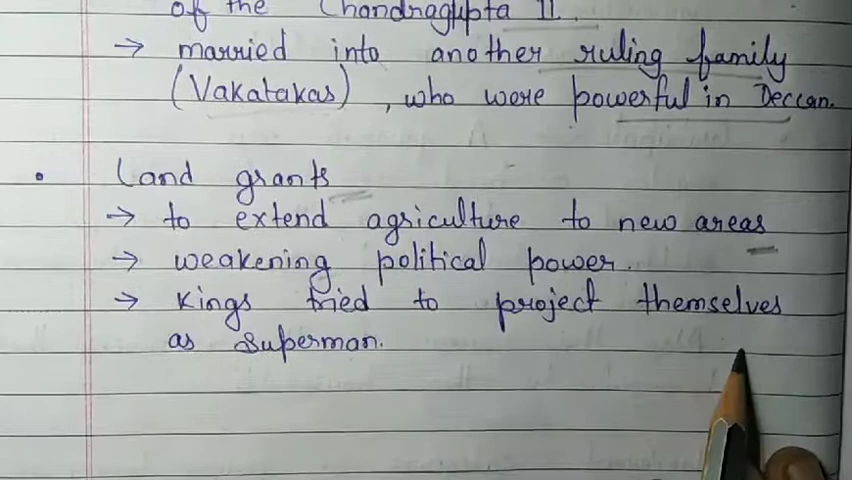 of the Chandragupta II.
→ married into another ruling family
(Vakatakas), who were powerful in Deccan.
• Land grants
→ to extend agriculture to new areas
→ weakening political power.
→ Kings tried to project themselves
as superman.